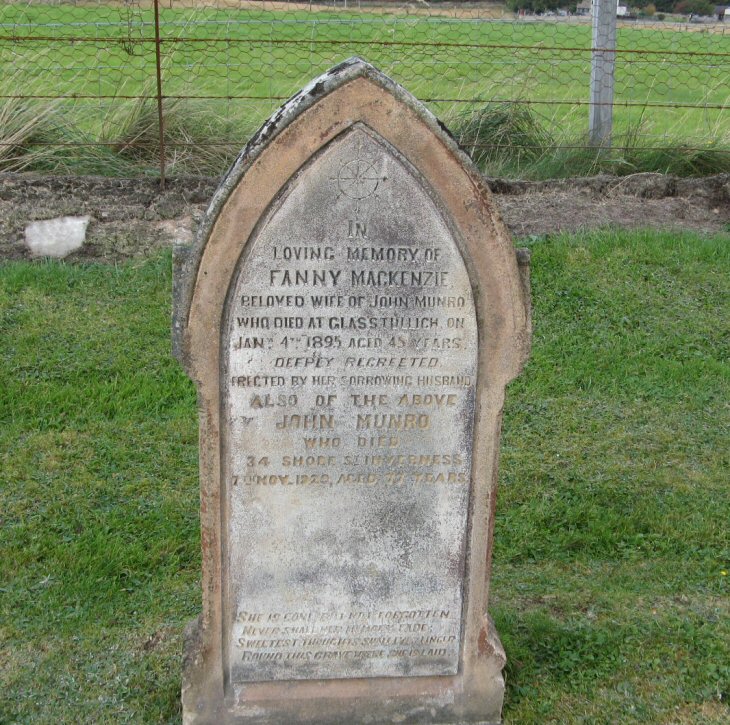 IN
LOVING MEMORY OF
FANNY MACKENZIE
BELOVED WIFE OF JOHN MUNRO
WHO DIED AT GLASSTULLICH ON
JANY 4TH 1895 AGED 45 YEARS.
DEEPLY REGRETTED
ERECTED BY HER SORROWING HUSBAND
ALSO OF THE ABOVE
JOHN MUNRO
WHO DIED
34 SHORE ST INVERNESS
7TH NOV. AGED 77 YEARS
SHE IS GONE BUT NOT FORGOTTEN
NEVER SHALL HER MEMORY FADE
SWEETEST THOUGHTS SHALL EVER LINGER
ROUND THIS GRAVE WHERE SHE IS LAID